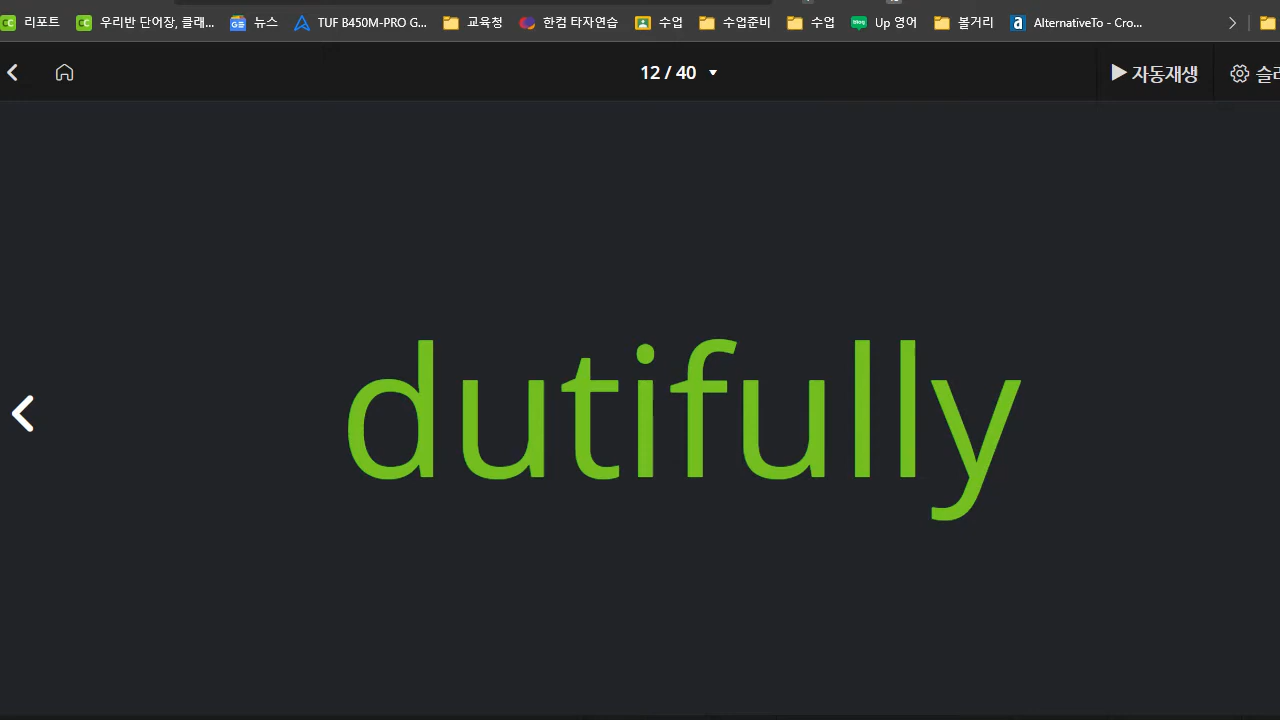 리포트 우리반 단어장, 클래... 뉴스 TUF B450M-PRO G... 교육청 한컴 타자연습 수업 수업준비 수업 Up 영어 볼거리 AlternativeTo - Cro...
12 / 40 자동재생
dutifully